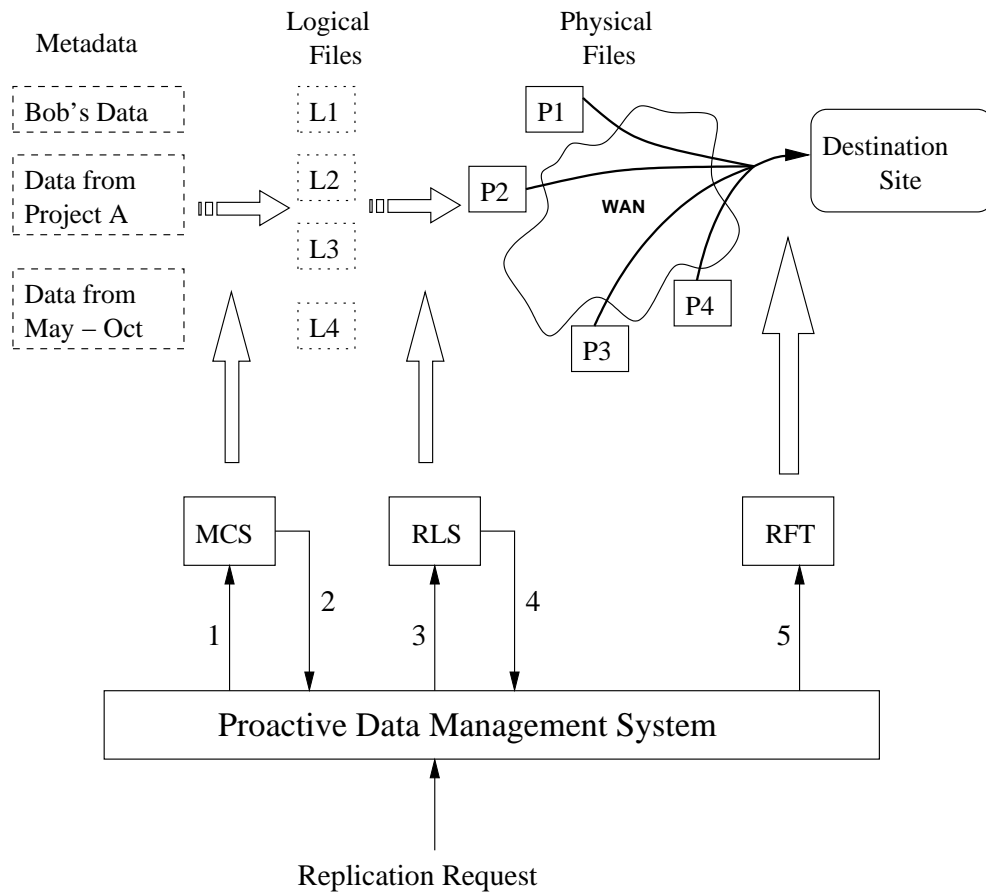 Metadata
Logical
Files
Physical
Files
Bob's Data
Data from
Project A
Data from
May – Oct
L1
L2
L3
L4
P1
P2
WAN
P3
P4
Destination
Site
MCS
RLS
RFT
1
2
3
4
5
Proactive Data Management System
Replication Request